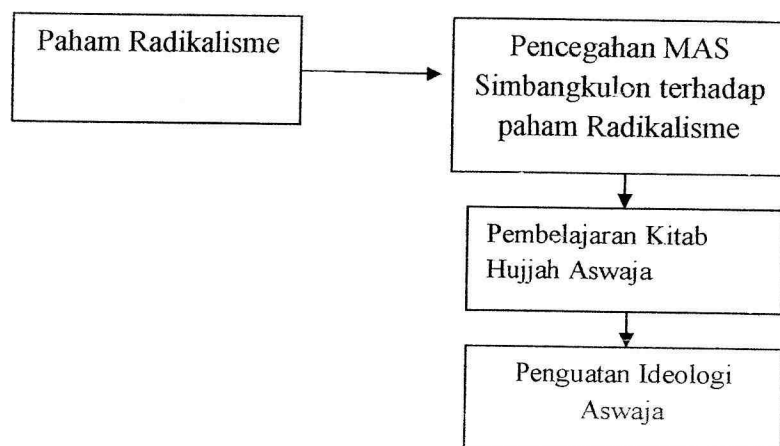 Paham Radikalisme
Pencegahan MAS
Simbangkulon terhadap
paham Radikalisme
Pembelajaran Kitab
Hujjah Aswaja
Penguatan Ideologi
Aswaja